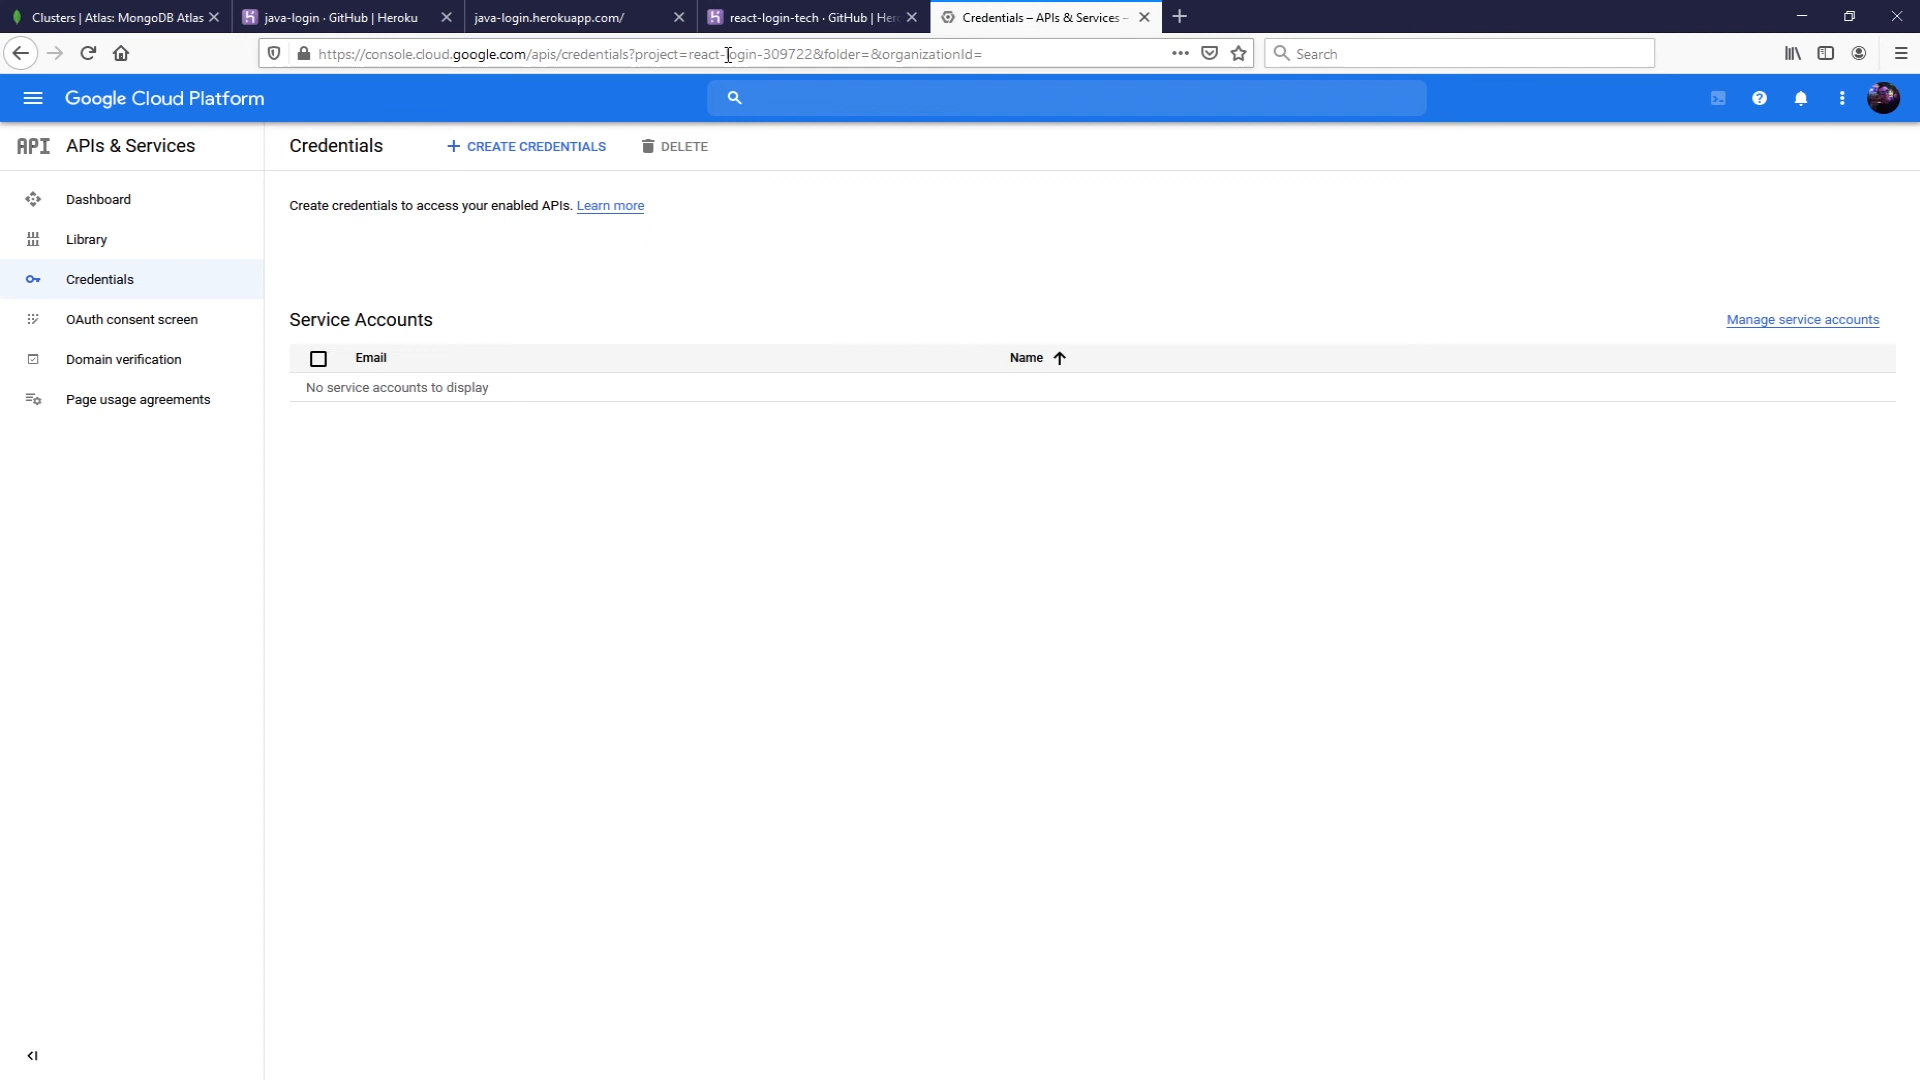 Clusters | Atlas: MongoDB Atlas
java-login · GitHub | Heroku
java-login.herokuapp.com/
react-login-tech · GitHub | Her
Credentials – APIs & Services –
https://console.cloud.google.com/apis/credentials?project=react-login-309722&folder=&organizationId=
Search
Google Cloud Platform
API APIs & Services
Credentials
CREATE CREDENTIALS
DELETE
Dashboard
Library
Credentials
OAuth consent screen
Domain verification
Page usage agreements
Create credentials to access your enabled APIs. Learn more
Service Accounts
Manage service accounts
Email
Name
No service accounts to display